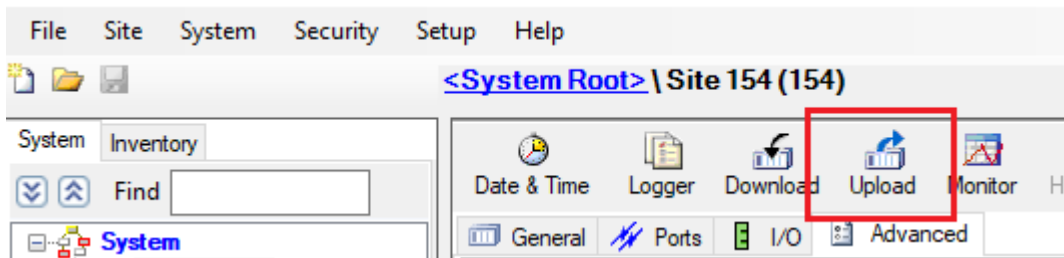 File Site System Security Setup Help
<System Root> \ Site 154 (154)
System Inventory
Find
System
Date & Time Logger Download Upload Monitor H
General Ports I/O Advanced